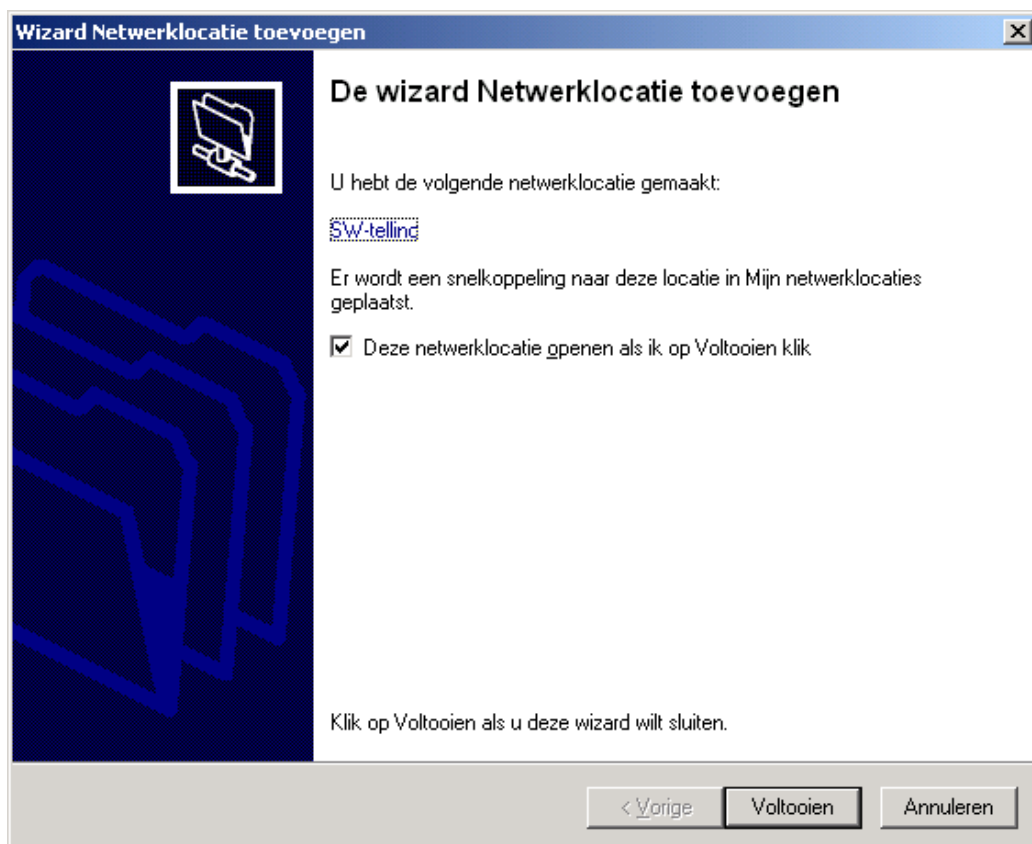 Wizard Netwerklocatie toevoegen
De wizard Netwerklocatie toevoegen
U hebt de volgende netwerklocatie gemaakt:
SW-telling
Er wordt een snelkoppeling naar deze locatie in Mijn netwerklocaties
geplaatst.
Deze netwerklocatie openen als ik op Voltooien klik
Klik op Voltooien als u deze wizard wilt sluiten.
< Vorige Voltooien Annuleren